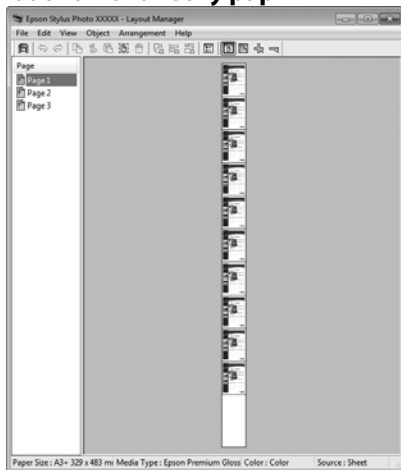 Epson Stylus Photo XXXXX - Layout Manager
File Edit View Object Arrangement Help
Page
Page 1
Page 2
Page 3
Paper Size : A3+ 329 x 483 mi Media Type : Epson Premium Gloss Color : Color Source : Sheet